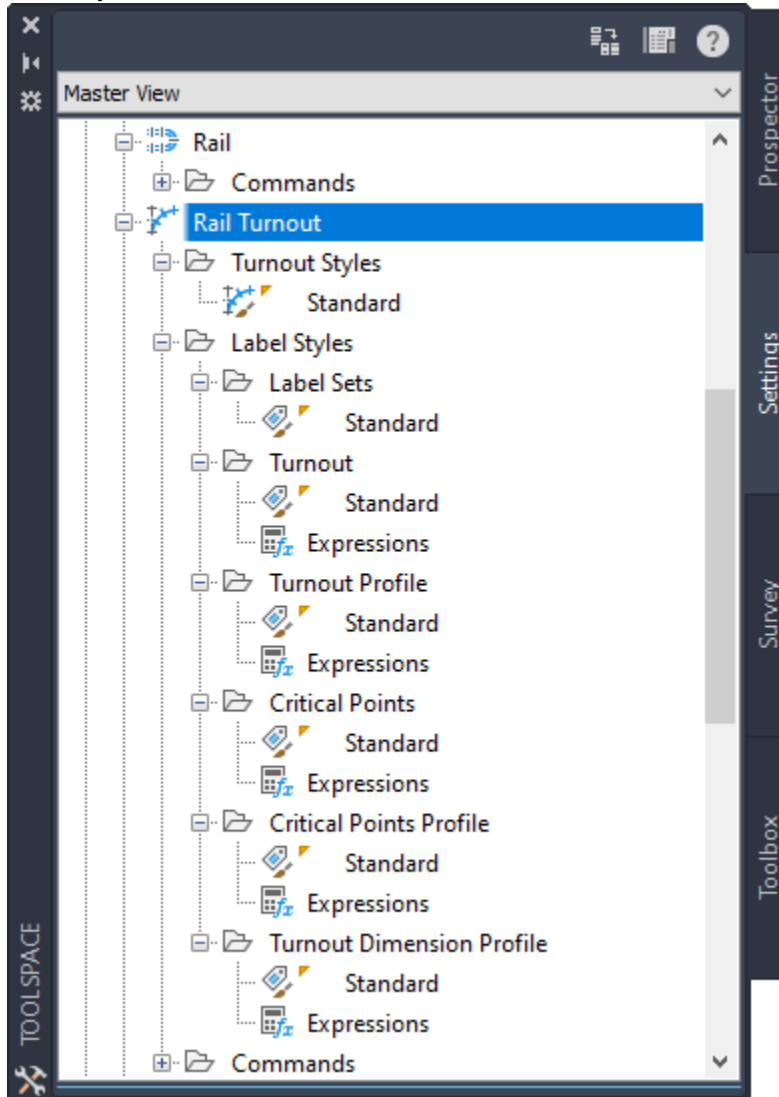 Master View
Rail
Commands
Rail Turnout
Turnout Styles
Standard
Label Styles
Label Sets
Standard
Turnout
Standard
Expressions
Turnout Profile
Standard
Expressions
Critical Points
Standard
Expressions
Critical Points Profile
Standard
Expressions
Turnout Dimension Profile
Standard
Expressions
Commands
TOOLSPACE
Prospector
Settings
Survey
Toolbox